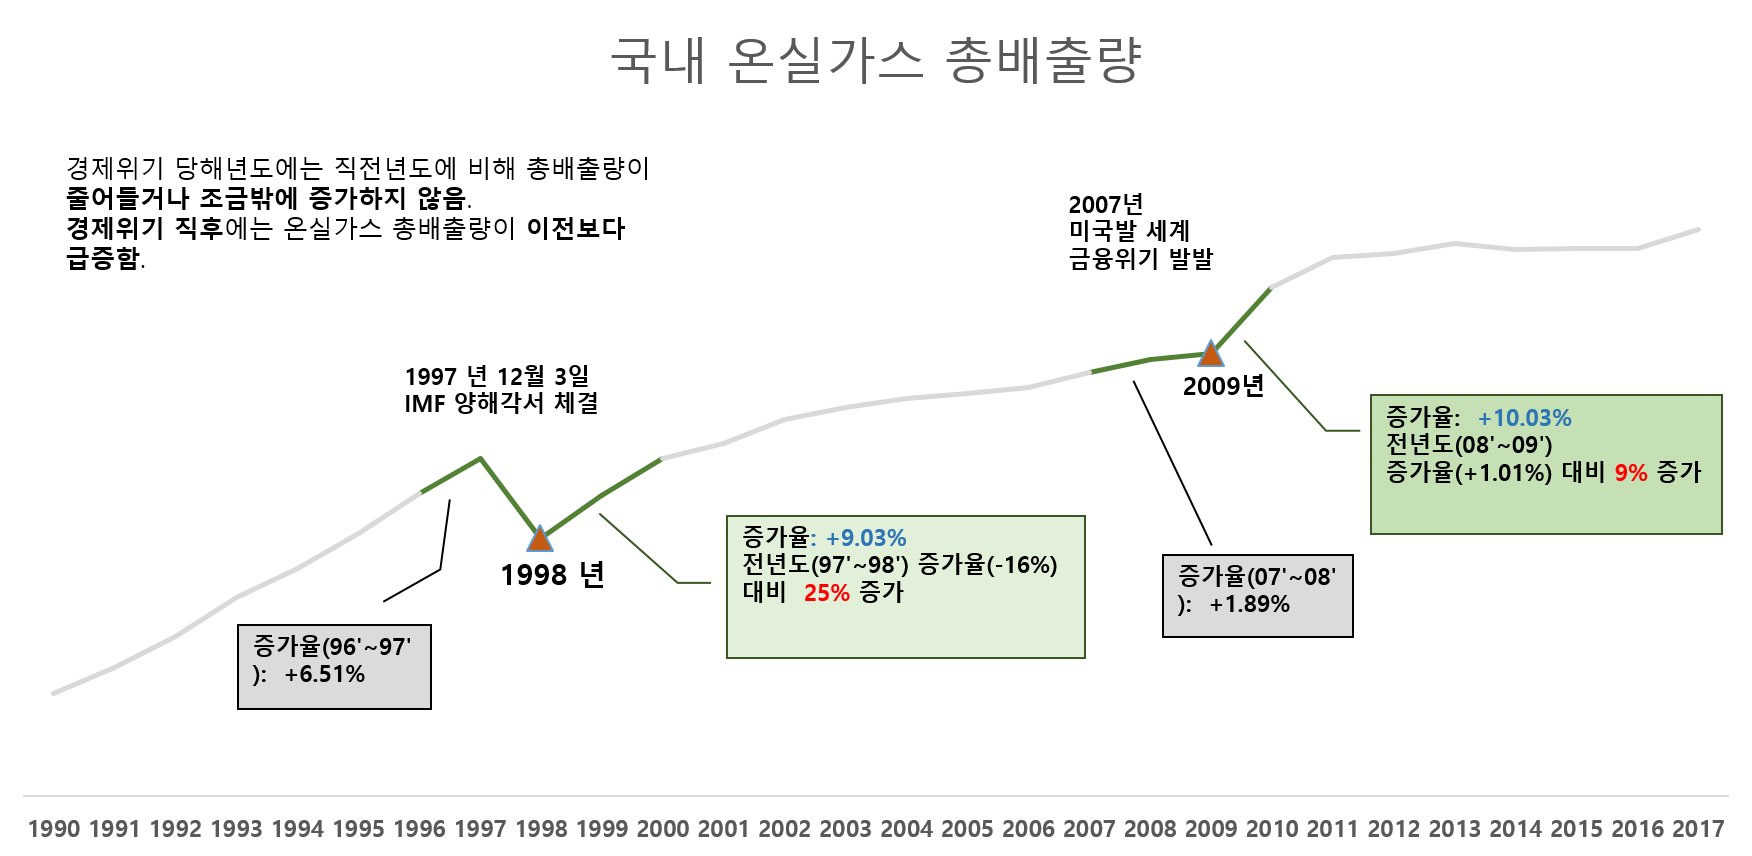 국내 온실가스 총배출량
경제위기 당해년도에는 직전년도에 비해 총배출량이
줄어들거나 조금밖에 증가하지 않음.
경제위기 직후에는 온실가스 총배출량이 이전보다
급증함.
2007년
미국발 세계
금융위기 발발
1997 년 12월 3일
IMF 양해각서 체결
2009년
증가율: +10.03%
전년도(08'~09')
증가율(+1.01%) 대비 9% 증가
1998 년
증가율: +9.03%
전년도(97'~98') 증가율(-16%)
대비 25% 증가
증가율(07'~08'
): +1.89%
증가율(96'~97'
): +6.51%
1990 1991 1992 1993 1994 1995 1996 1997 1998 1999 2000 2001 2002 2003 2004 2005 2006 2007 2008 2009 2010 2011 2012 2013 2014 2015 2016 2017